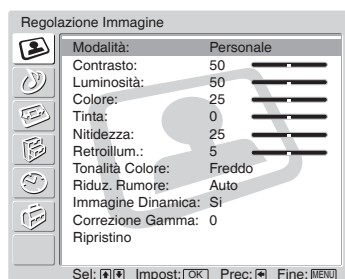 Regolazione Immagine
Modalità: Personale
Contrasto: 50
Luminosità: 50
Colore: 25
Tinta: 0
Nitidezza: 25
Retroillum.: 5
Tonalità Colore: Freddo
Riduz. Rumore: Auto
Immagine Dinamica: Si
Correzione Gamma: 0
Ripristino
Sel: Impost: OK Prec: Fine: MENU